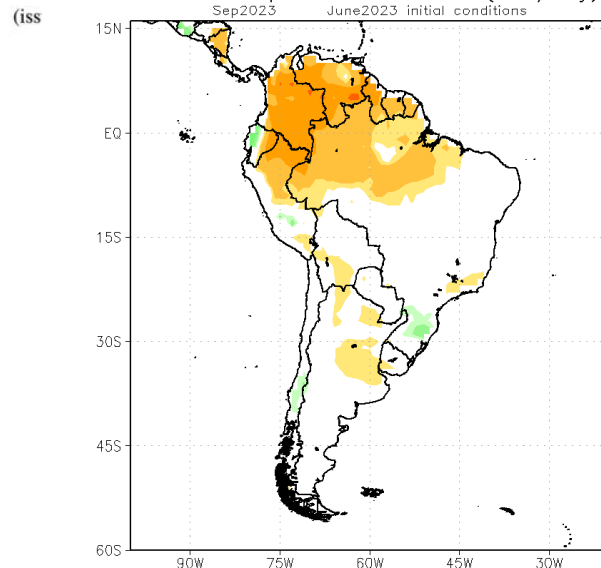 (iss
Sep2023 June2023 initial conditions
15N
EQ
15S
30S
45S
60S
90W 75W 60W 45W 30W